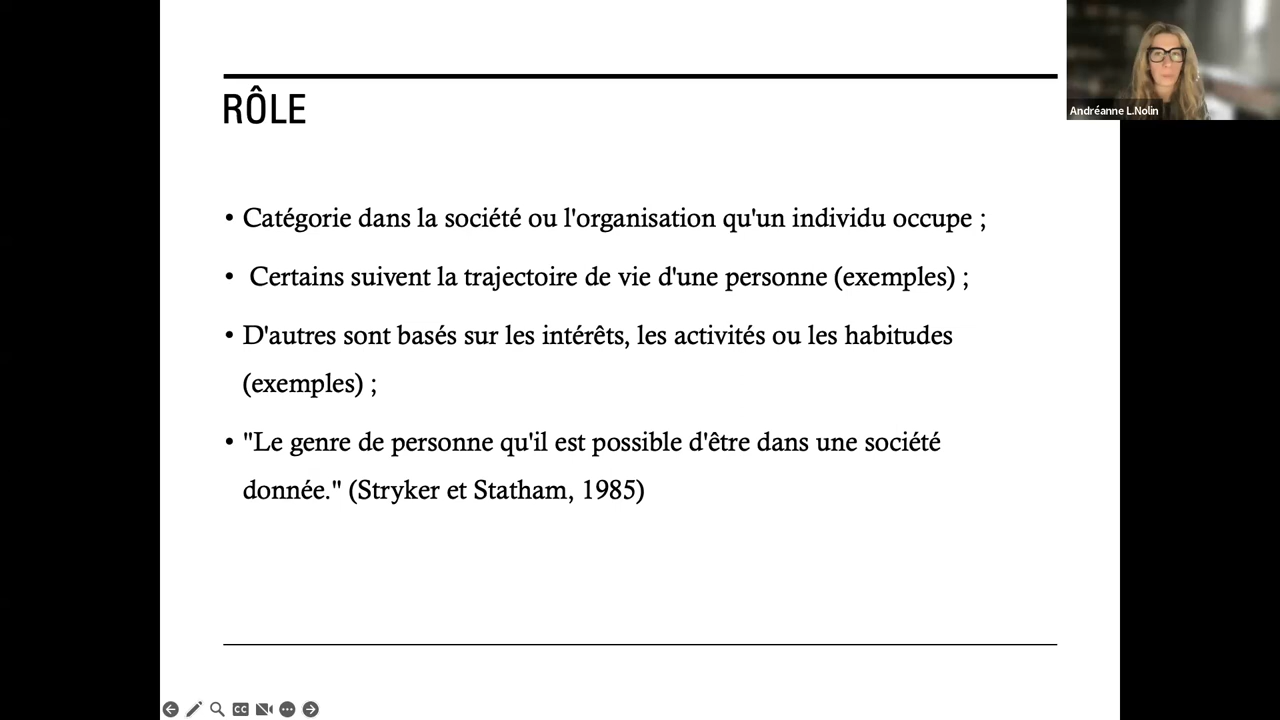 RÔLE
• Catégorie dans la société ou l'organisation qu'un individu occupe ;
• Certains suivent la trajectoire de vie d'une personne (exemples) ;
• D'autres sont basés sur les intérêts, les activités ou les habitudes
(exemples) ;
• "Le genre de personne qu'il est possible d'être dans une société
donnée." (Stryker et Statham, 1985)
Andréanne L.Nolin
CC